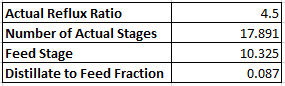 Actual Reflux Ratio 4.5
Number of Actual Stages 17.891
Feed Stage 10.325
Distillate to Feed Fraction 0.087